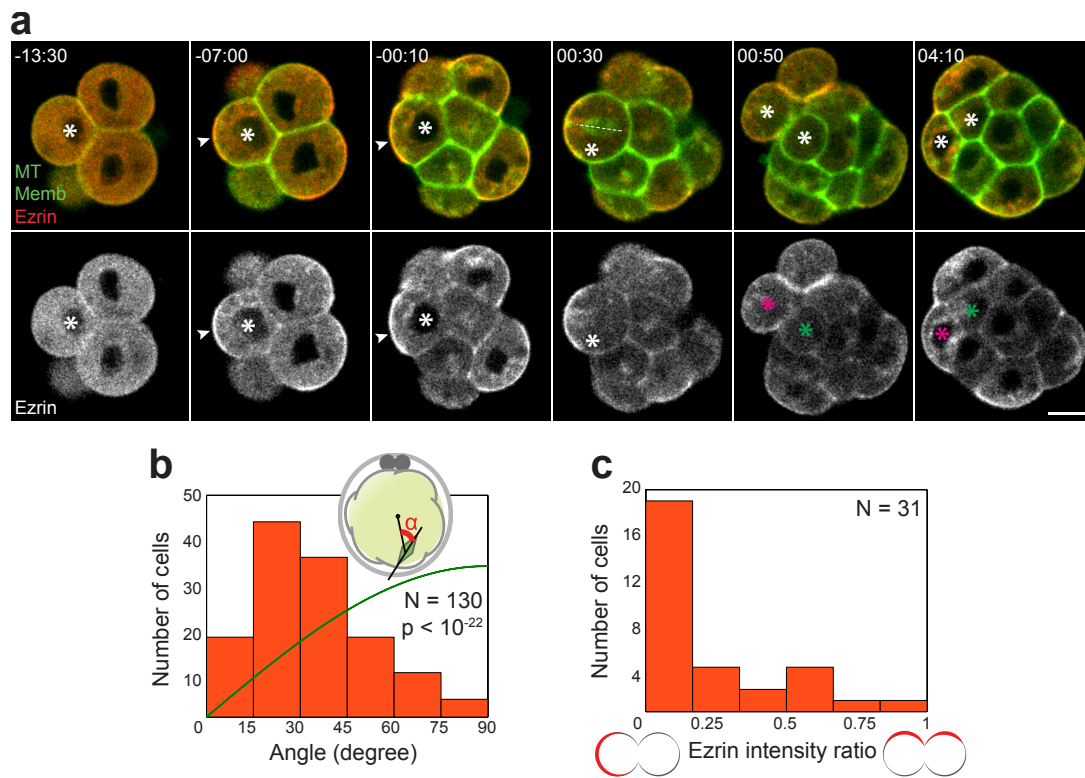 a
-13:30 -07:00 -00:10 00:30 00:50 04:10
* * * * * * * *
MT
Memb
Ezrin
* * * * * * * *
Ezrin
b
50
40
30
20
10
0 15 30 45 60 75 90
Number of cells
Angle (degree)
α
N = 130
p < 10⁻²²
c
20
16
12
8
4
0 0.25 0.5 0.75 1
Number of cells
Ezrin intensity ratio
N = 31